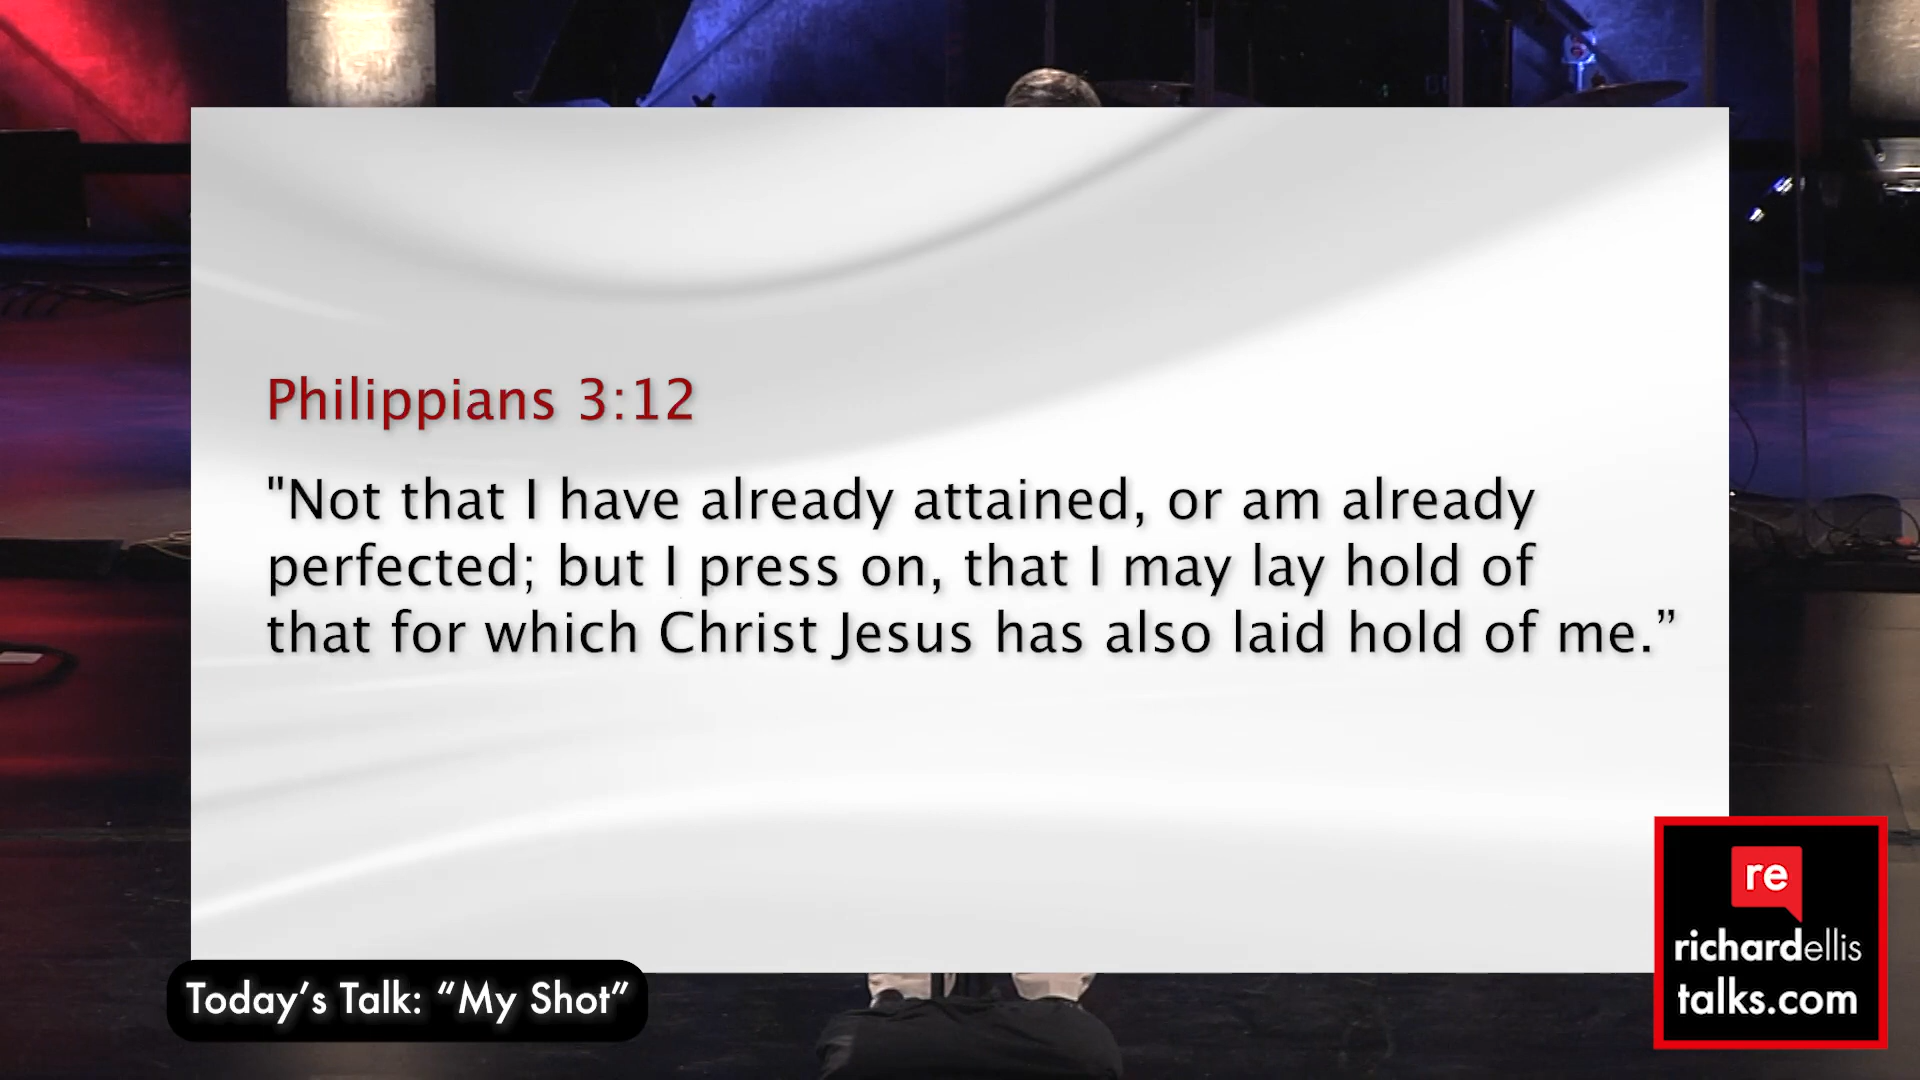 Philippians 3:12
"Not that I have already attained, or am already
perfected; but I press on, that I may lay hold of
that for which Christ Jesus has also laid hold of me.”
Today’s Talk: “My Shot”
re
richardellis
talks.com